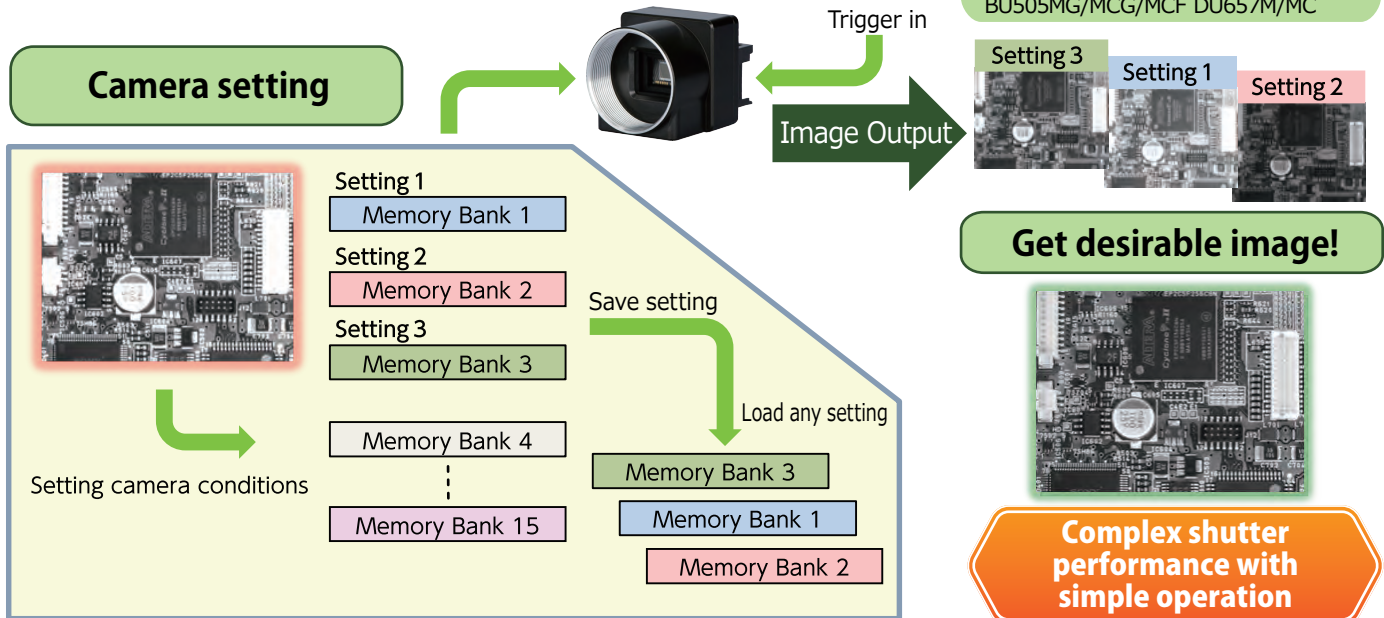 BU505MG/MCG/MCF DU657M/MC
Trigger in
Camera setting
Image Output
Setting 3
Setting 1
Setting 2
Setting 1
Memory Bank 1
Setting 2
Memory Bank 2
Setting 3
Memory Bank 3
Memory Bank 4
Memory Bank 15
Setting camera conditions
Save setting
Load any setting
Memory Bank 3
Memory Bank 1
Memory Bank 2
Get desirable image!
Complex shutter
performance with
simple operation